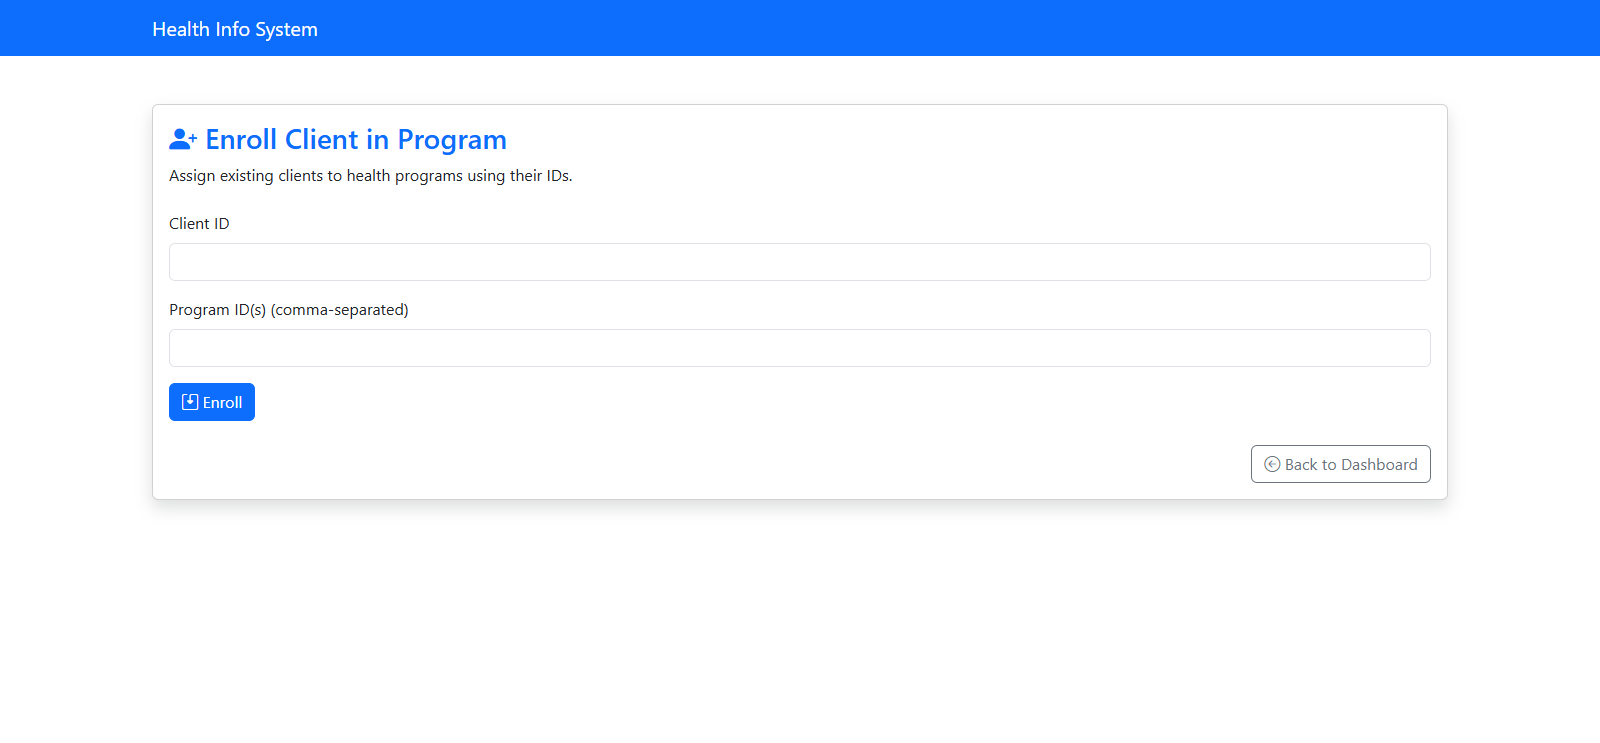 Health Info System
Enroll Client in Program
Assign existing clients to health programs using their IDs.
Client ID
Program ID(s) (comma-separated)
Enroll
Back to Dashboard